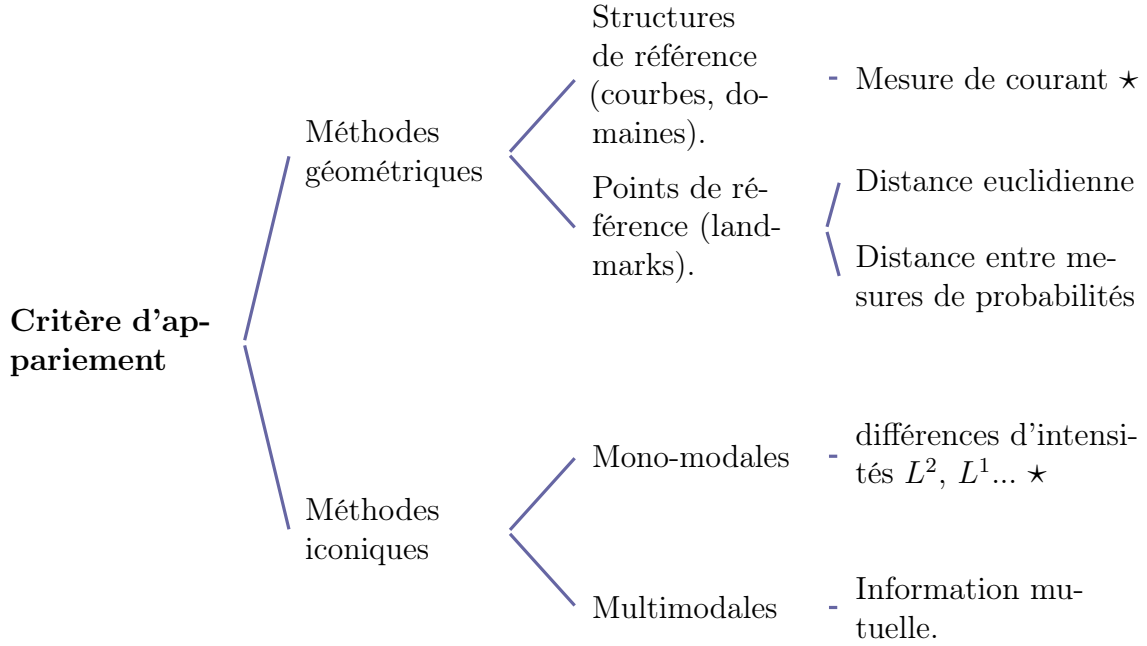 Critère d'ap-
pariement
Méthodes
géométriques
Structures
de référence
(courbes, do-
maines).
Mesure de courant ⋆
Points de ré-
férence (land-
marks).
Distance euclidienne
Distance entre me-
sures de probabilités
Méthodes
iconiques
Mono-modales
différences d'intensi-
tés L², L¹... ⋆
Multimodales
Information mu-
tuelle.